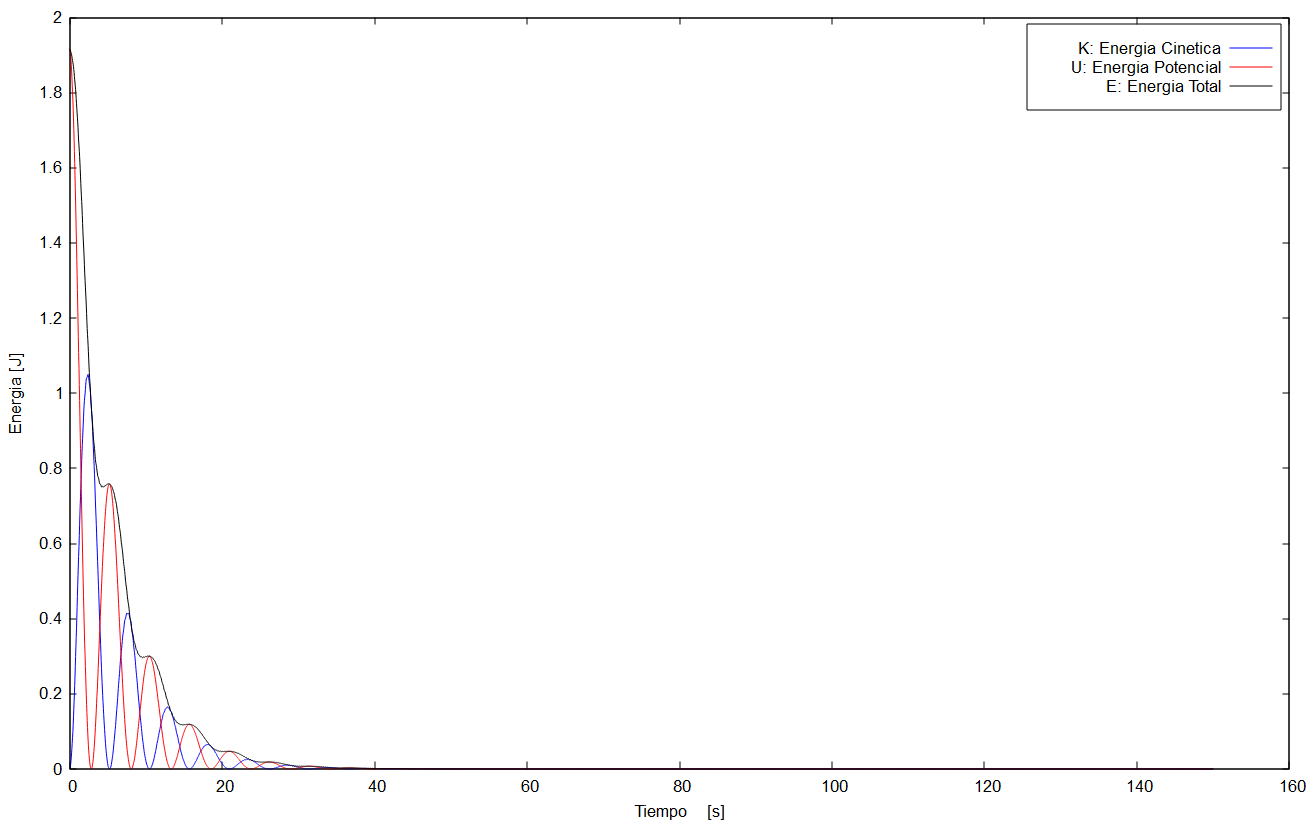 2
1.8
1.6
1.4
1.2
1
0.8
0.6
0.4
0.2
0
Energia [J]
K: Energia Cinetica
U: Energia Potencial
E: Energia Total
0 20 40 60 80 100 120 140 160
Tiempo [s]